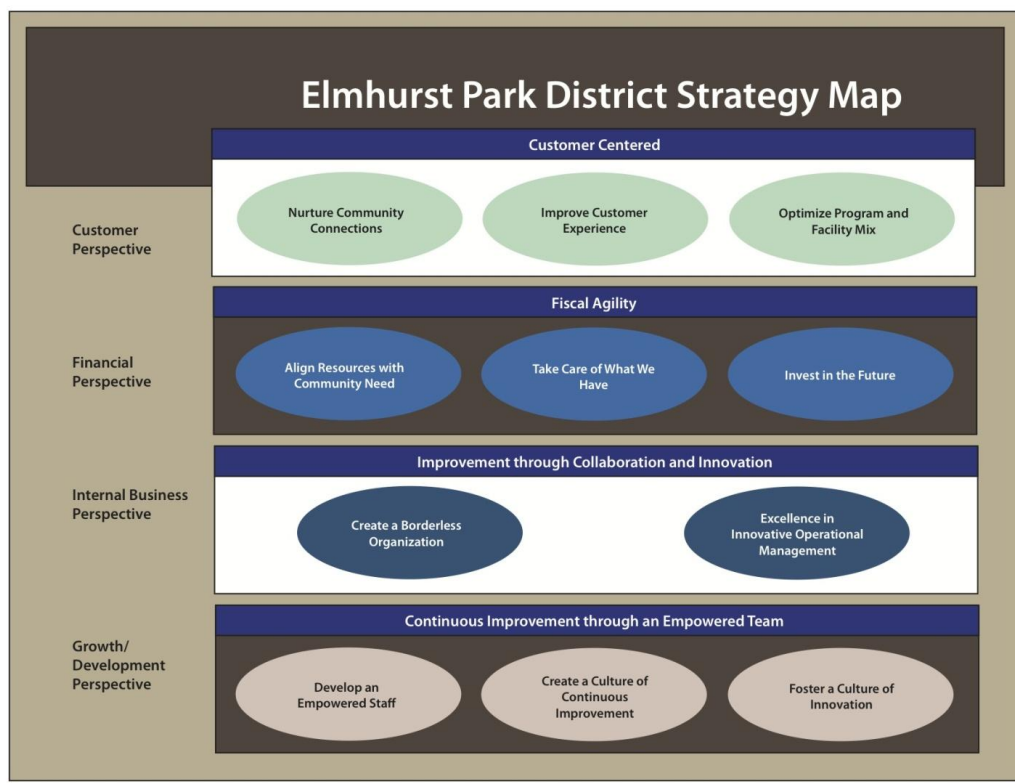 Elmhurst Park District Strategy Map
Customer Centered
Customer
Perspective
Nurture Community
Connections
Improve Customer
Experience
Optimize Program and
Facility Mix
Fiscal Agility
Financial
Perspective
Align Resources with
Community Need
Take Care of What We
Have
Invest in the Future
Improvement through Collaboration and Innovation
Internal Business
Perspective
Create a Borderless
Organization
Excellence in
Innovative Operational
Management
Continuous Improvement through an Empowered Team
Growth/
Development
Perspective
Develop an
Empowered Staff
Create a Culture of
Continuous
Improvement
Foster a Culture of
Innovation